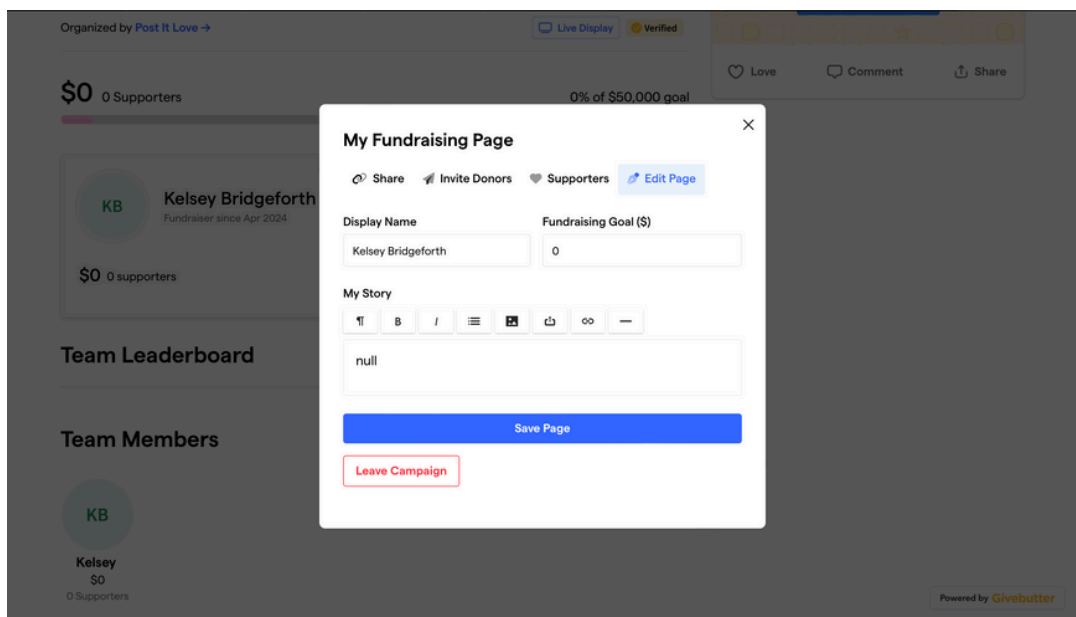 Organized by Post It Love →
Live Display
Verified
Love
Comment
Share
$0 0 Supporters
0% of $50,000 goal
KB
Kelsey Bridgeforth
Fundraiser since Apr 2024
$0 0 supporters
Team Leaderboard
Team Members
KB
Kelsey
$0
0 Supporters
My Fundraising Page
Share
Invite Donors
Supporters
Edit Page
Display Name
Fundraising Goal ($)
Kelsey Bridgeforth
0
My Story
¶ B I
null
Save Page
Leave Campaign
Powered by Givebutter